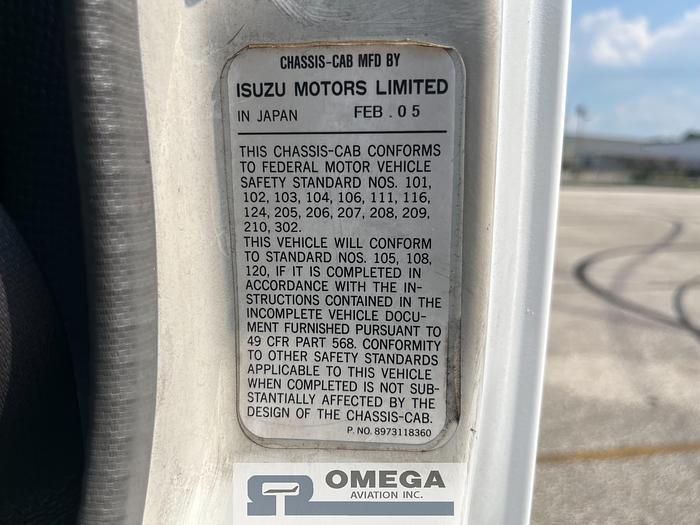 CHASSIS-CAB MFD BY
ISUZU MOTORS LIMITED
IN JAPAN FEB . 05
THIS CHASSIS-CAB CONFORMS
TO FEDERAL MOTOR VEHICLE
SAFETY STANDARD NOS. 101,
102, 103, 104, 106, 111, 116,
124, 205, 206, 207, 208, 209,
210, 302.
THIS VEHICLE WILL CONFORM
TO STANDARD NOS. 105, 108,
120, IF IT IS COMPLETED IN
ACCORDANCE WITH THE IN-
STRUCTIONS CONTAINED IN THE
INCOMPLETE VEHICLE DOCU-
MENT FURNISHED PURSUANT TO
49 CFR PART 568. CONFORMITY
TO OTHER SAFETY STANDARDS
APPLICABLE TO THIS VEHICLE
WHEN COMPLETED IS NOT SUB-
STANTIALLY AFFECTED BY THE
DESIGN OF THE CHASSIS-CAB.
P. NO. 8973118360
OMEGA
AVIATION INC.